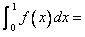 ∫₀¹ f(x)dx =